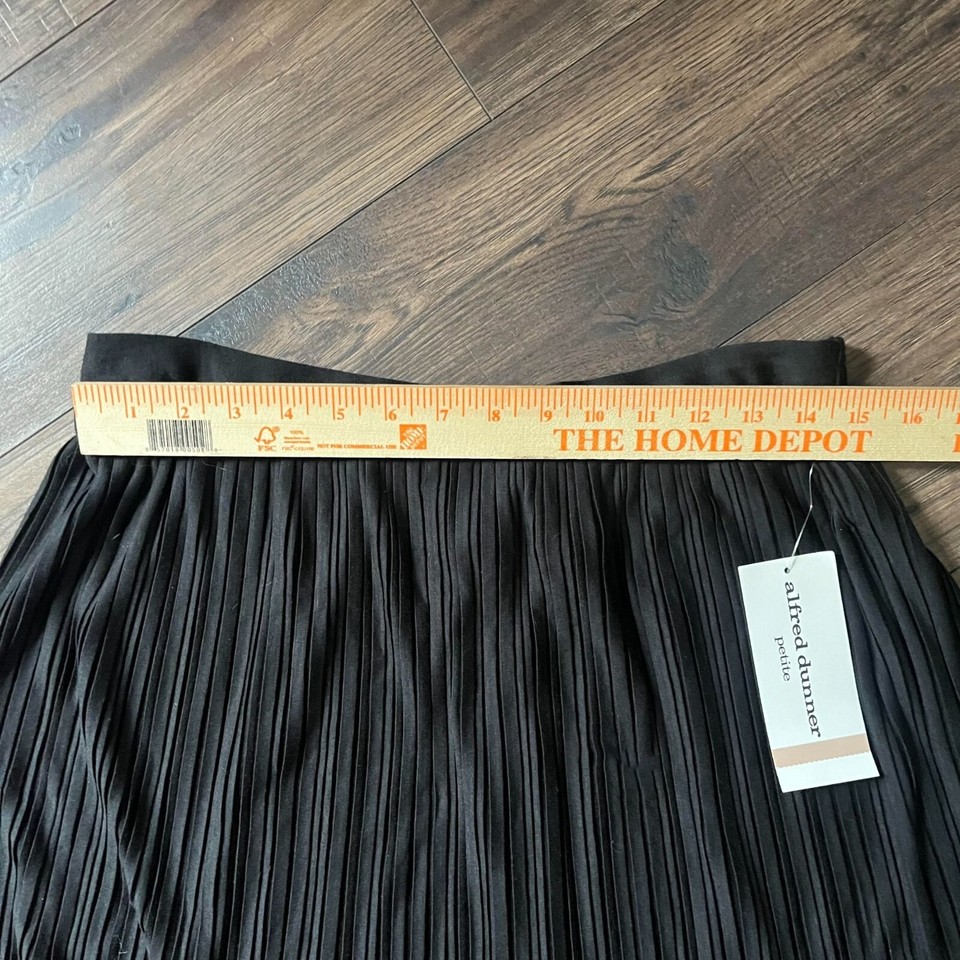 1 2 3 4 5 6 7 8 9 10 11 12 13 14 15 16
FSC
100%
NOT FOR COMMERCIAL USE
THE HOME DEPOT
alfred dunner
petite